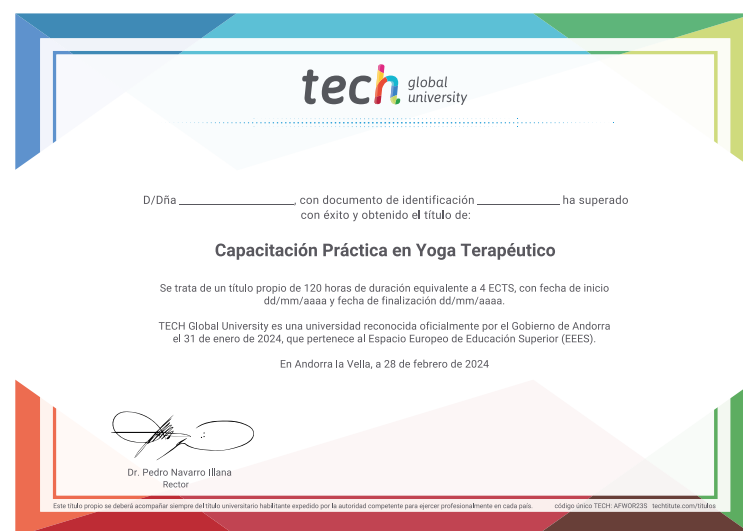 tech global university
D/Dña ____________________, con documento de identificación ______________ ha superado
con éxito y obtenido el título de:
Capacitación Práctica en Yoga Terapéutico
Se trata de un título propio de 120 horas de duración equivalente a 4 ECTS, con fecha de inicio
dd/mm/aaaa y fecha de finalización dd/mm/aaaa.
TECH Global University es una universidad reconocida oficialmente por el Gobierno de Andorra
el 31 de enero de 2024, que pertenece al Espacio Europeo de Educación Superior (EEES).
En Andorra la Vella, a 28 de febrero de 2024
Dr. Pedro Navarro Illana
Rector
Este título propio se deberá acompañar siempre del título universitario habilitante expedido por la autoridad competente para ejercer profesionalmente en cada país. código único TECH: AFWOR23S techtitute.com/titulos